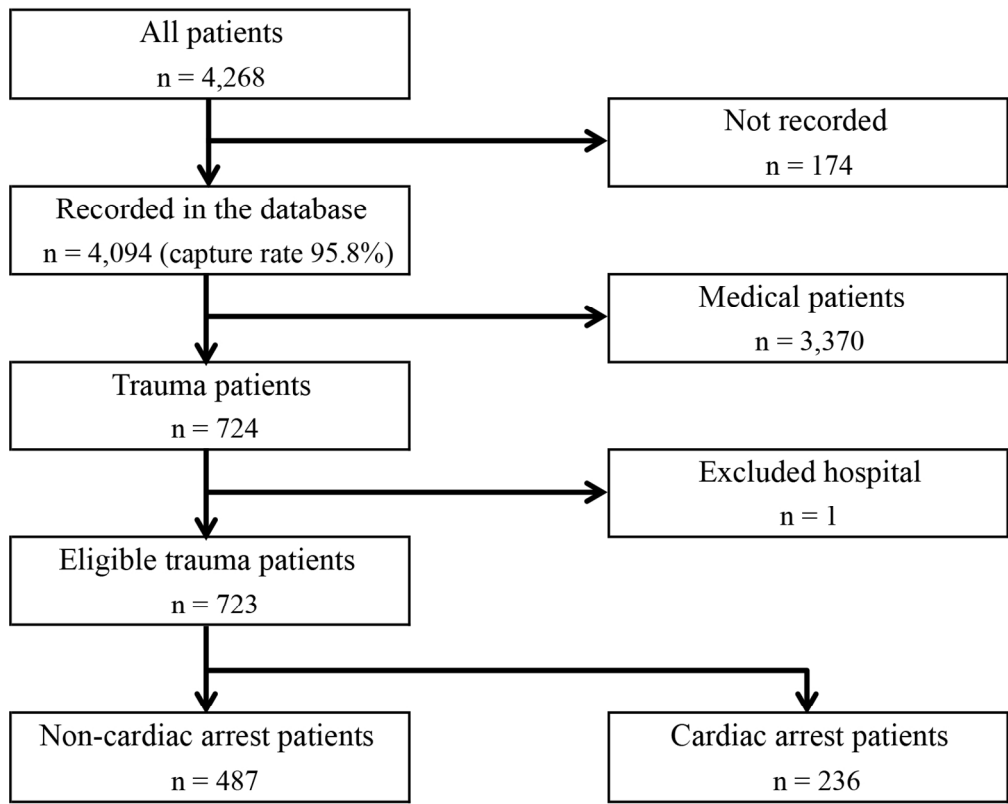 All patients
n = 4,268
Not recorded
n = 174
Recorded in the database
n = 4,094 (capture rate 95.8%)
Medical patients
n = 3,370
Trauma patients
n = 724
Excluded hospital
n = 1
Eligible trauma patients
n = 723
Non-cardiac arrest patients
n = 487
Cardiac arrest patients
n = 236